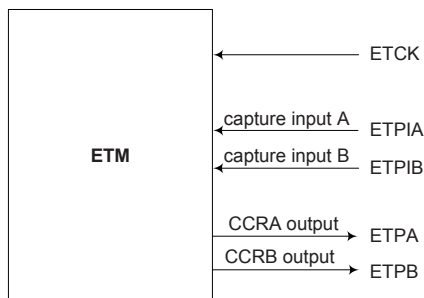 ETCK
capture input A
ETPIA
ETM
capture input B
ETPIB
CCRA output
ETPA
CCRB output
ETPB